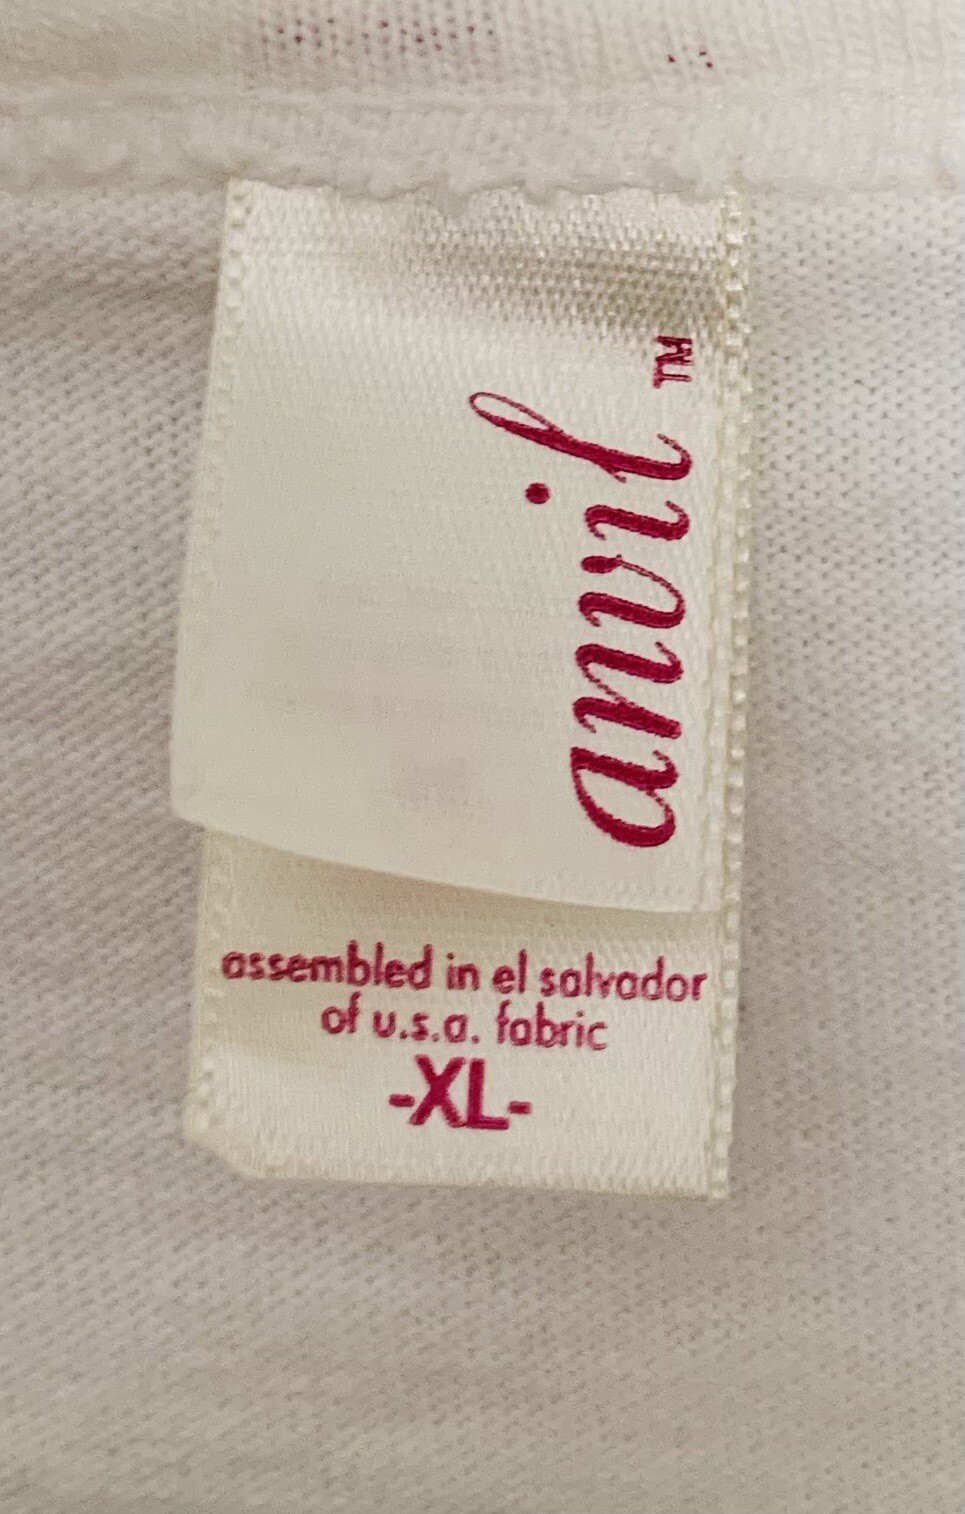 anvil™
assembled in el salvador
of u.s.a. fabric
-XL-